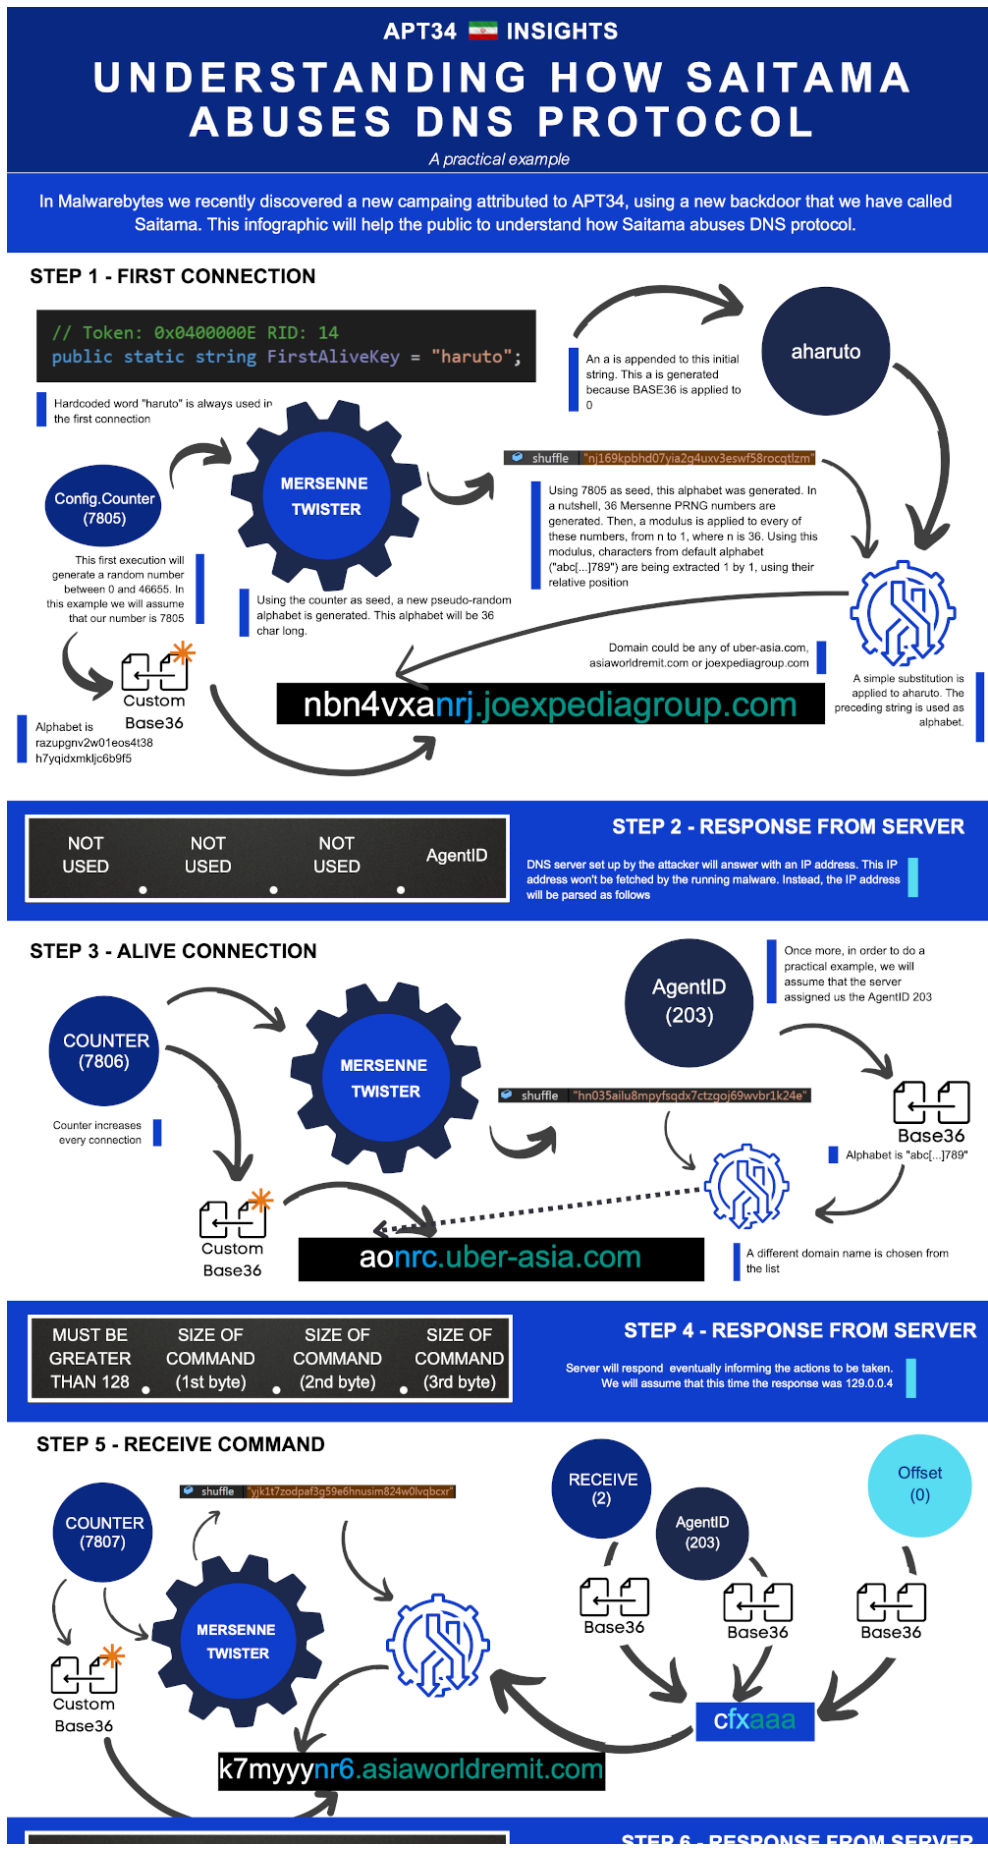 APT34 INSIGHTS
UNDERSTANDING HOW SAITAMA
ABUSES DNS PROTOCOL
A practical example
In Malwarebytes we recently discovered a new campaing attributed to APT34, using a new backdoor that we have called
Saitama. This infographic will help the public to understand how Saitama abuses DNS protocol.
STEP 1 - FIRST CONNECTION
// Token: 0x0400000E RID: 14
public static string FirstAliveKey = "haruto";
Hardcoded word "haruto" is always used in
the first connection
An a is appended to this initial
string. This a is generated
because BASE36 is applied to
0
aharuto
Config.Counter
(7805)
MERSENNE
TWISTER
shuffle "nj169kpbhd07yia2g4uxv3eswf58rocqtlzm"
Using 7805 as seed, this alphabet was generated. In
a nutshell, 36 Mersenne PRNG numbers are
generated. Then, a modulus is applied to every of
these numbers, from n to 1, where n is 36. Using this
modulus, characters from default alphabet
("abc[...]789") are being extracted 1 by 1, using their
relative position
This first execution will
generate a random number
between 0 and 46655. In
this example we will assume
that our number is 7805
Using the counter as seed, a new pseudo-random
alphabet is generated. This alphabet will be 36
char long.
Custom
Base36
Alphabet is
razupgnv2w01eos4t38
h7yqidxmkljc6b9f5
Domain could be any of uber-asia.com,
asiaworldremit.com or joexpediagroup.com
A simple substitution is
applied to aharuto. The
preceding string is used as
alphabet.
nbn4vxanrj.joexpediagroup.com
NOT
USED
NOT
USED
NOT
USED
AgentID
STEP 2 - RESPONSE FROM SERVER
DNS server set up by the attacker will answer with an IP address. This IP
address won't be fetched by the running malware. Instead, the IP address
will be parsed as follows
STEP 3 - ALIVE CONNECTION
COUNTER
(7806)
Counter increases
every connection
MERSENNE
TWISTER
AgentID
(203)
Once more, in order to do a
practical example, we will
assume that the server
assigned us the AgentID 203
shuffle "hn035ailu8mpyfsqdx7ctzgoj69wvbr1k24e"
Base36
Alphabet is "abc[...]789"
Custom
Base36
aonrc.uber-asia.com
A different domain name is chosen from
the list
MUST BE
GREATER
THAN 128
SIZE OF
COMMAND
(1st byte)
SIZE OF
COMMAND
(2nd byte)
SIZE OF
COMMAND
(3rd byte)
STEP 4 - RESPONSE FROM SERVER
Server will respond eventually informing the actions to be taken.
We will assume that this time the response was 129.0.0.4
STEP 5 - RECEIVE COMMAND
COUNTER
(7807)
shuffle "yjk1t7zodpaf3g59e6hnusim824w0lvqbcxr"
MERSENNE
TWISTER
Custom
Base36
RECEIVE
(2)
AgentID
(203)
Offset
(0)
Base36
Base36
Base36
cfxaaa
k7myyynr6.asiaworldremit.com
STEP 6 - RESPONSE FROM SERVER